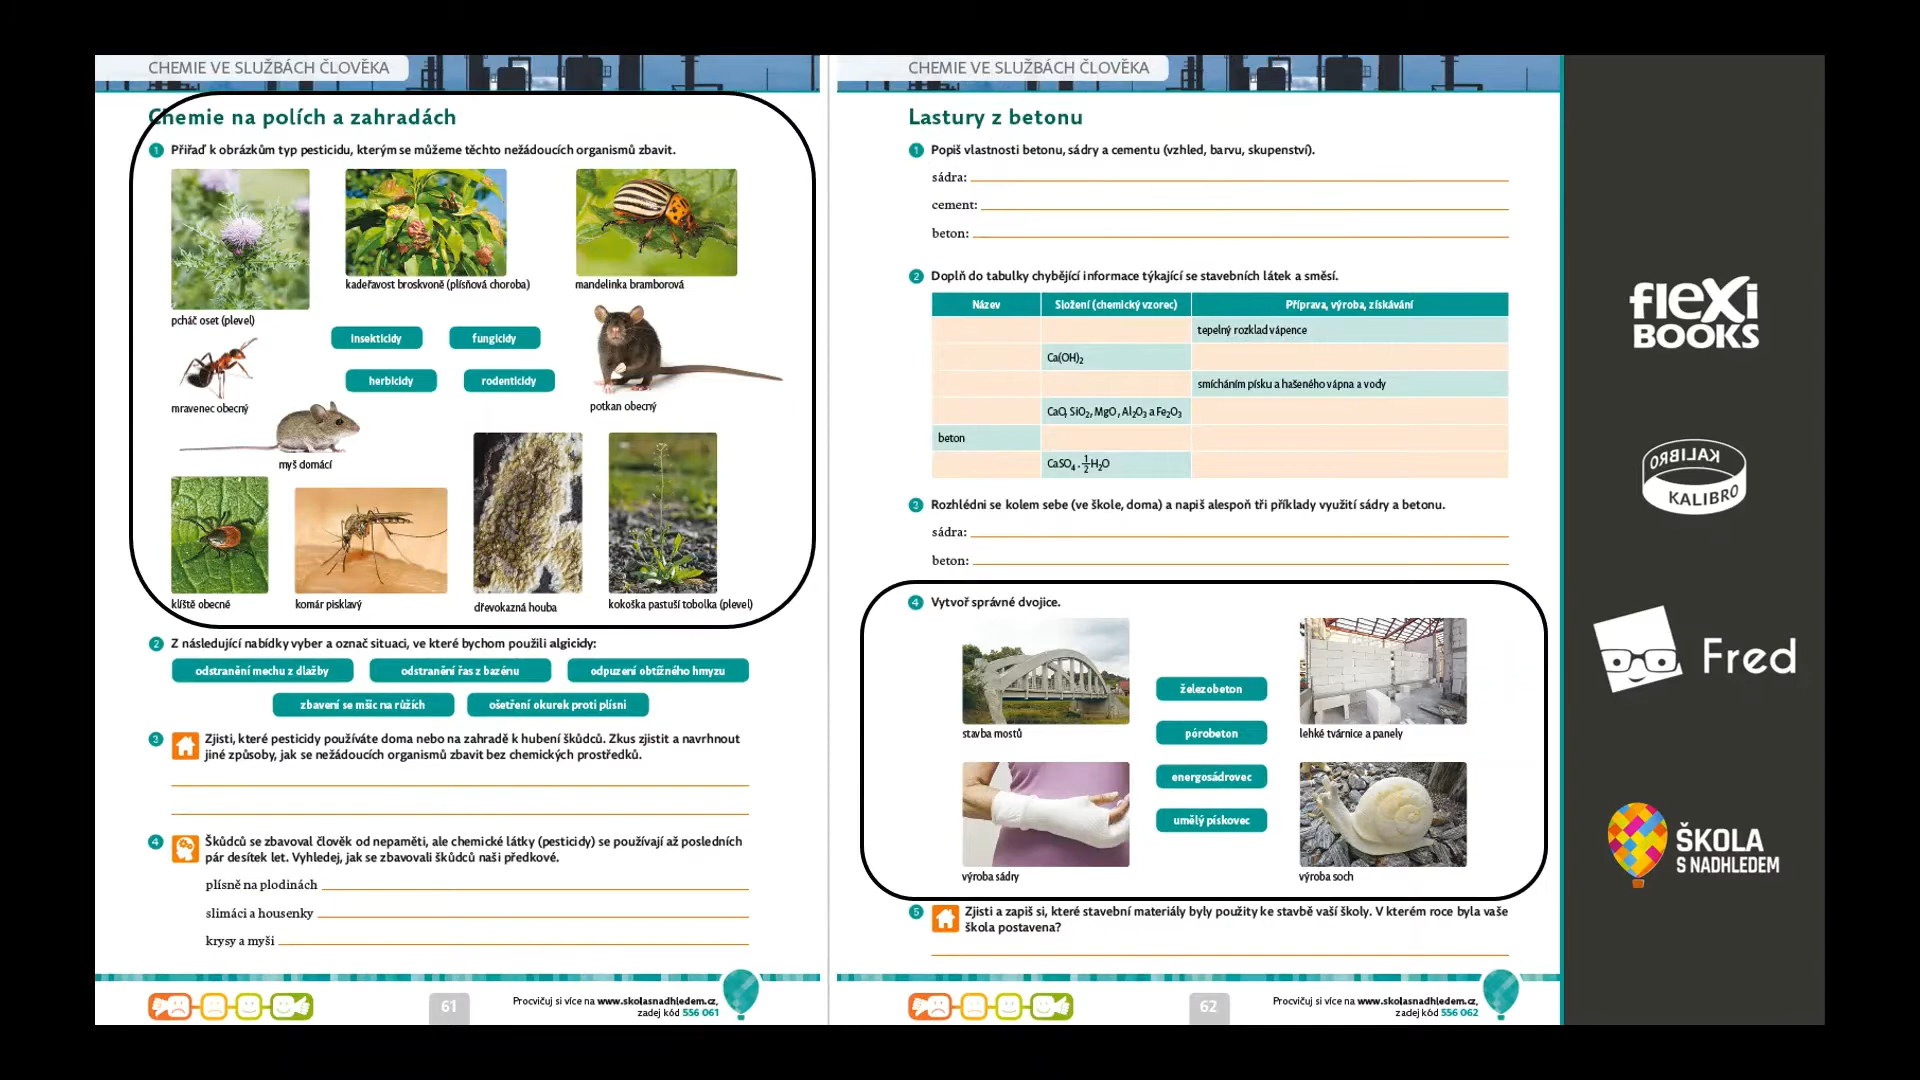 CHEMIE VE SLUŽBÁCH ČLOVĚKA
Chemie na polích a zahradách
1 Přiřaď k obrázkům typ pesticidu, kterým se můžeme těchto nežádoucích organismů zbavit.
kadeřavost broskvoně (plísňová choroba)
mandelinka bramborová
pcháč oset (plevel)
insekticidy
fungicidy
herbicidy
rodenticidy
mravenec obecný
potkan obecný
myš domácí
klíště obecné
komár pisklavý
dřevokazná houba
kokoška pastuší tobolka (plevel)
2 Z následující nabídky vyber a označ situaci, ve které bychom použili algicidy:
odstranění mechu z dlažby
odstranění řas z bazénu
odpuzení obtížného hmyzu
zbavení se mšic na růžích
ošetření okurek proti plísni
3 Zjisti, které pesticidy používáte doma nebo na zahradě k hubení škůdců. Zkus zjistit a navrhnout
jiné způsoby, jak se nežádoucích organismů zbavit bez chemických prostředků.
4 Škůdců se zbavoval člověk od nepaměti, ale chemické látky (pesticidy) se používají až posledních
pár desítek let. Vyhledej, jak se zbavovali škůdců naši předkové.
plísně na plodinách
slimáci a housenky
krysy a myši
61
Procvičuj si více na www.skolasnadhledem.cz,
zadej kód 556 061
CHEMIE VE SLUŽBÁCH ČLOVĚKA
Lastury z betonu
1 Popiš vlastnosti betonu, sádry a cementu (vzhled, barvu, skupenství).
sádra:
cement:
beton:
2 Doplň do tabulky chybějící informace týkající se stavebních látek a směsí.
Název Složení (chemický vzorec) Příprava, výroba, získávání
tepelný rozklad vápence
Ca(OH)₂
smícháním písku a hašeného vápna a vody
CaO, SiO₂, MgO, Al₂O₃ a Fe₂O₃
beton
CaSO₄ . ½ H₂O
3 Rozhlédni se kolem sebe (ve škole, doma) a napiš alespoň tři příklady využití sádry a betonu.
sádra:
beton:
4 Vytvoř správné dvojice.
železobeton
pórobeton
stavba mostů
lehké tvárnice a panely
energosádrovec
umělý pískovec
výroba sádry
výroba soch
5 Zjisti a zapiš si, které stavební materiály byly použity ke stavbě vaší školy. V kterém roce byla vaše
škola postavena?
62
Procvičuj si více na www.skolasnadhledem.cz,
zadej kód 556 062
flexi
BOOKS
KALIBRO
KALIBRO
Fred
ŠKOLA
S NADHLEDEM